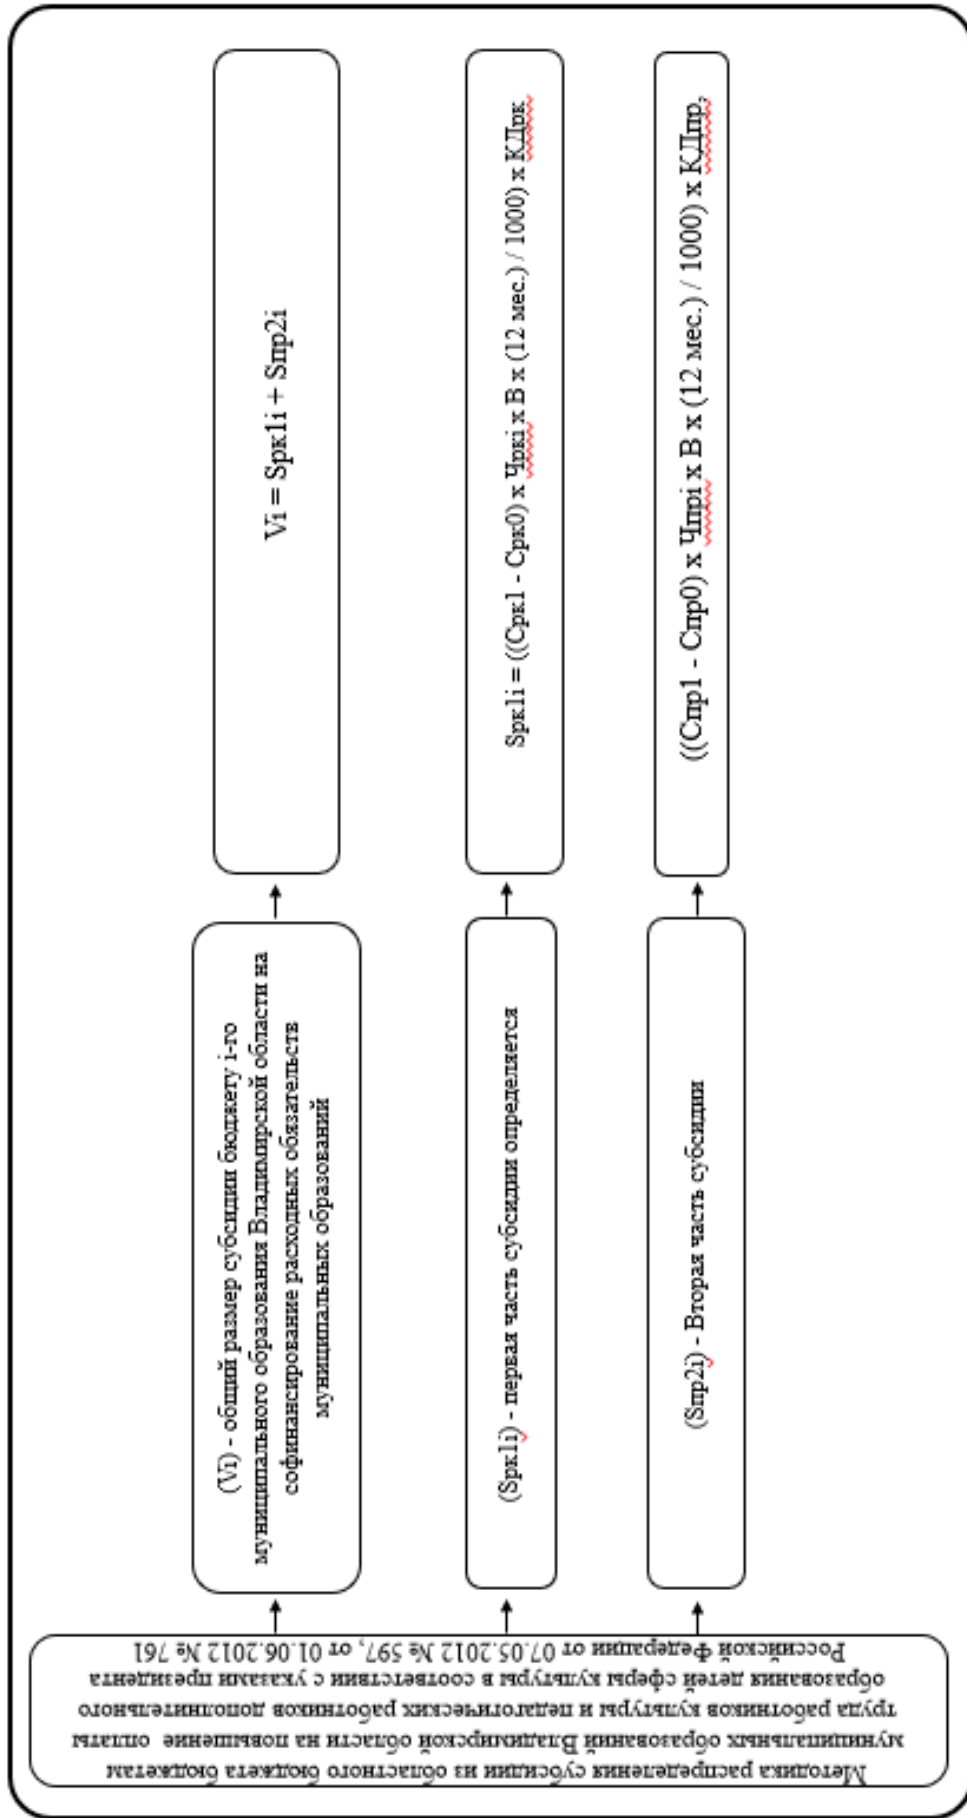 Методика распределения субсидии из областного бюджета бюджетам
муниципальных образований Владимирской области на повышение оплаты
труда работников культуры и педагогических работников дополнительного
образования детей сферы культуры в соответствии с указами президента
Российской Федерации от 07.05.2012 № 597, от 01.06.2012 № 761
(Vi) - общий размер субсидии бюджету i-го
муниципального образования Владимирской области на
софинансирование расходных обязательств
муниципальных образований
Vi = Sрк1i + Sпр2i
(Sрк1i) - первая часть субсидии определяется
Sрк1i = ((Срк1 - Срк0) х Чркi х В х (12 мес.) / 1000) х КДрк
(Sпр2i) - Вторая часть субсидии
((Спр1 - Спр0) х Чпрi х В х (12 мес.) / 1000) х КДпр,